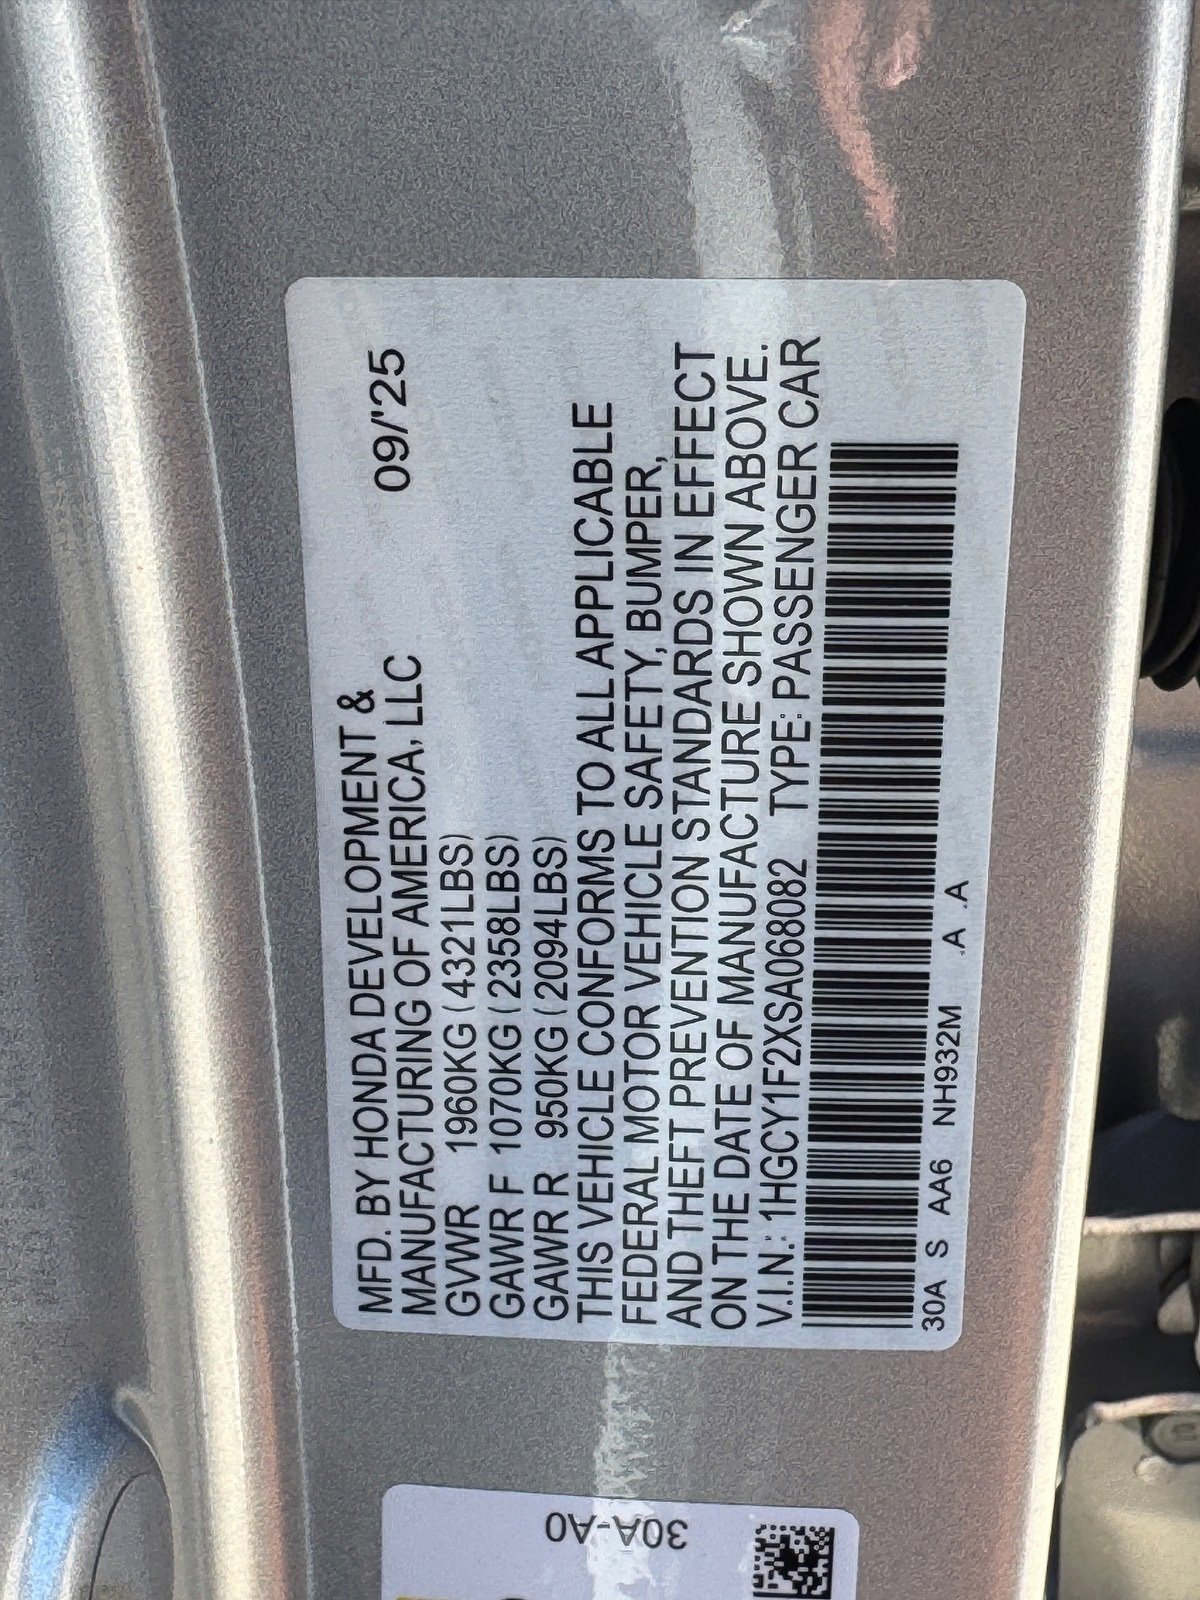 MFD. BY HONDA DEVELOPMENT &
MANUFACTURING OF AMERICA, LLC 09/'25
GVWR 1960KG (4321LBS)
GAWR F 1070KG (2358LBS)
GAWR R 950KG (2094LBS)
THIS VEHICLE CONFORMS TO ALL APPLICABLE
FEDERAL MOTOR VEHICLE SAFETY, BUMPER,
AND THEFT PREVENTION STANDARDS IN EFFECT
ON THE DATE OF MANUFACTURE SHOWN ABOVE.
V.I.N.: 1HGCY1F2XSA068082 TYPE: PASSENGER CAR
30A S AA6 NH932M .A .A
30A-A0